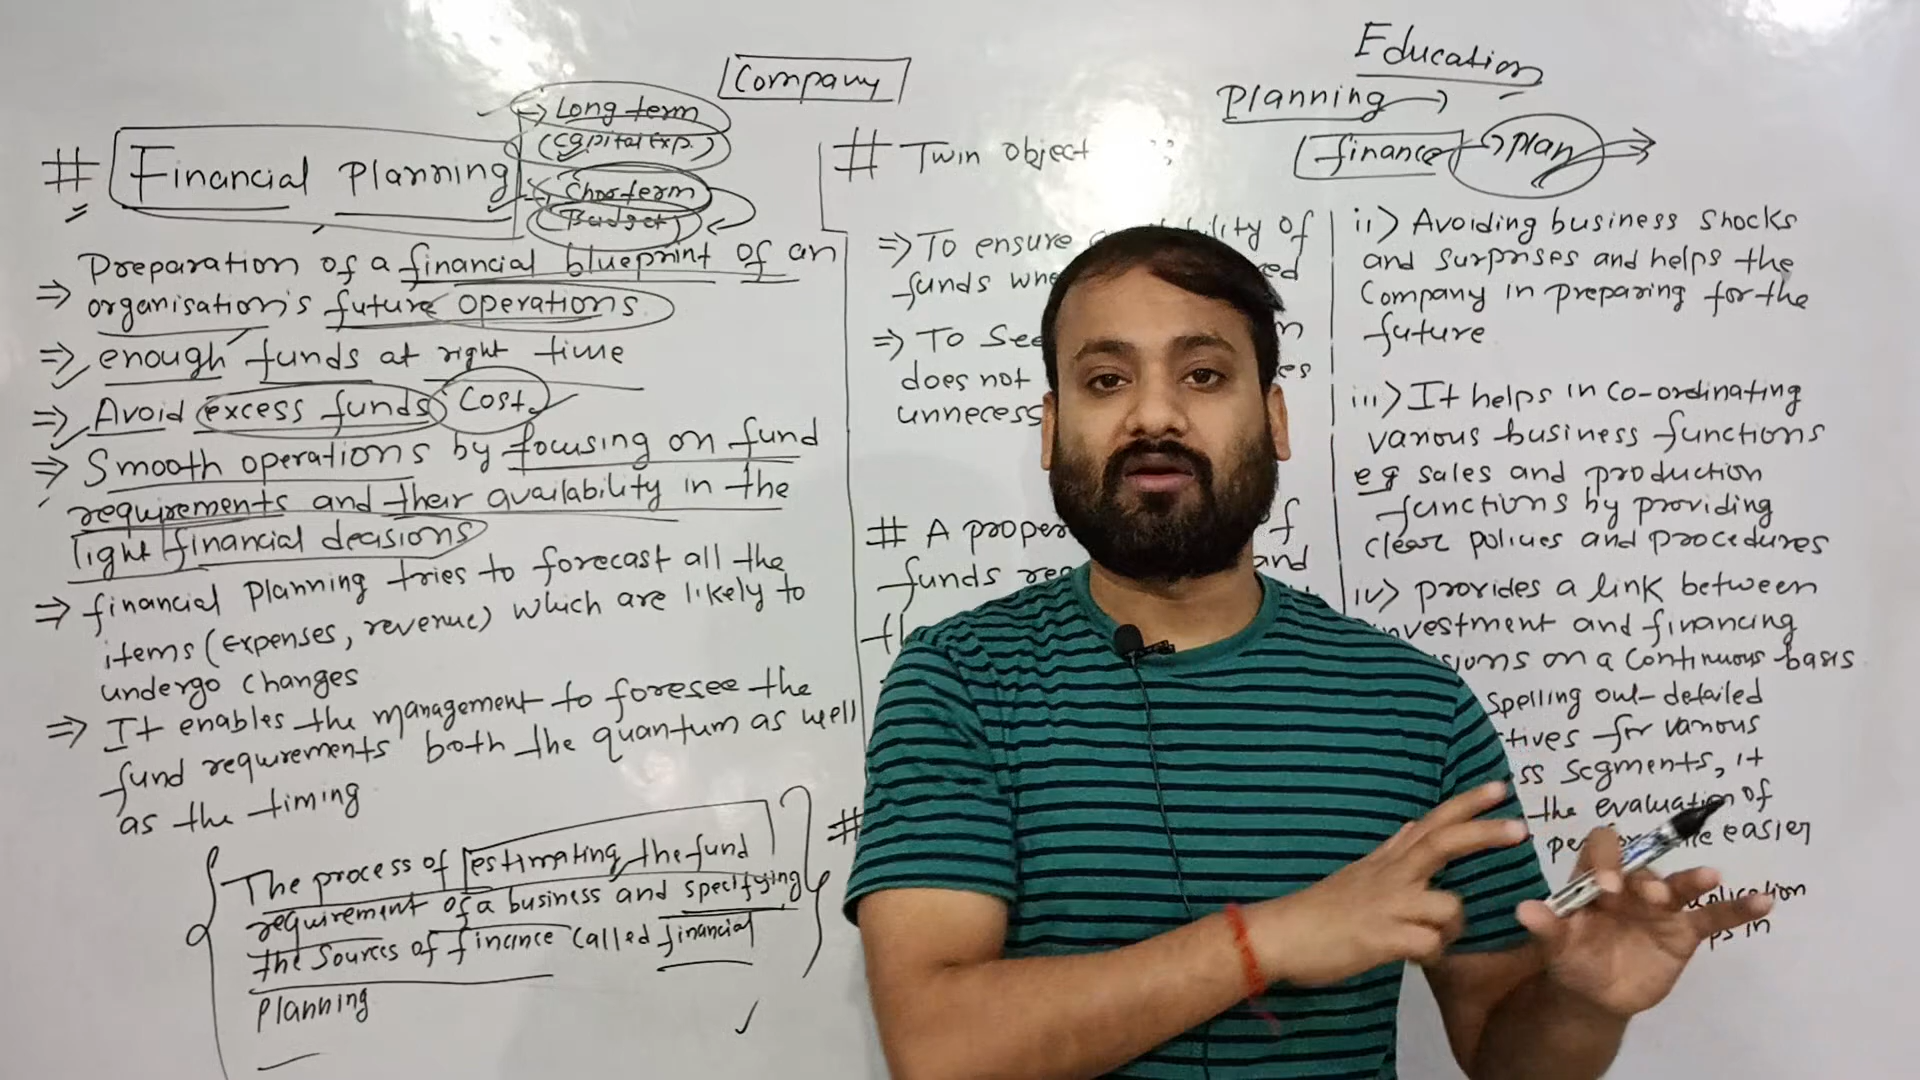 Company
Education
Planning →
finance → plan
# Financial Planning
→ Long term
(Capital Exp.)
→ Shortterm
(Budget)
⇒ Preparation of a financial blueprint of an
organisation's future operations
⇒ enough funds at right time
⇒ Avoid excess funds Cost
⇒ Smooth operations by focusing on fund
requirements and their availability in the
light financial decisions
⇒ financial planning tries to forecast all the
items (expenses, revenue) which are likely to
undergo changes
⇒ It enables the management to foresee the
fund requirements both the quantum as well
as the timing
The process of estimating the fund
requirement of a business and specifying
the sources of finance called financial
planning
# Twin object
⇒ To ensure of
funds
⇒ To See
does not
unnecess
# A proper of
funds and
#
ii) Avoiding business shocks
and surprises and helps the
Company in preparing for the
future
iii) It helps in co-ordinating
various business functions
eg sales and production
functions by providing
clear policies and procedures
iv) provides a link between
investment and financing
on a continuous basis
Spelling out detailed
for various
segments, it
the evaluation of
easier
in